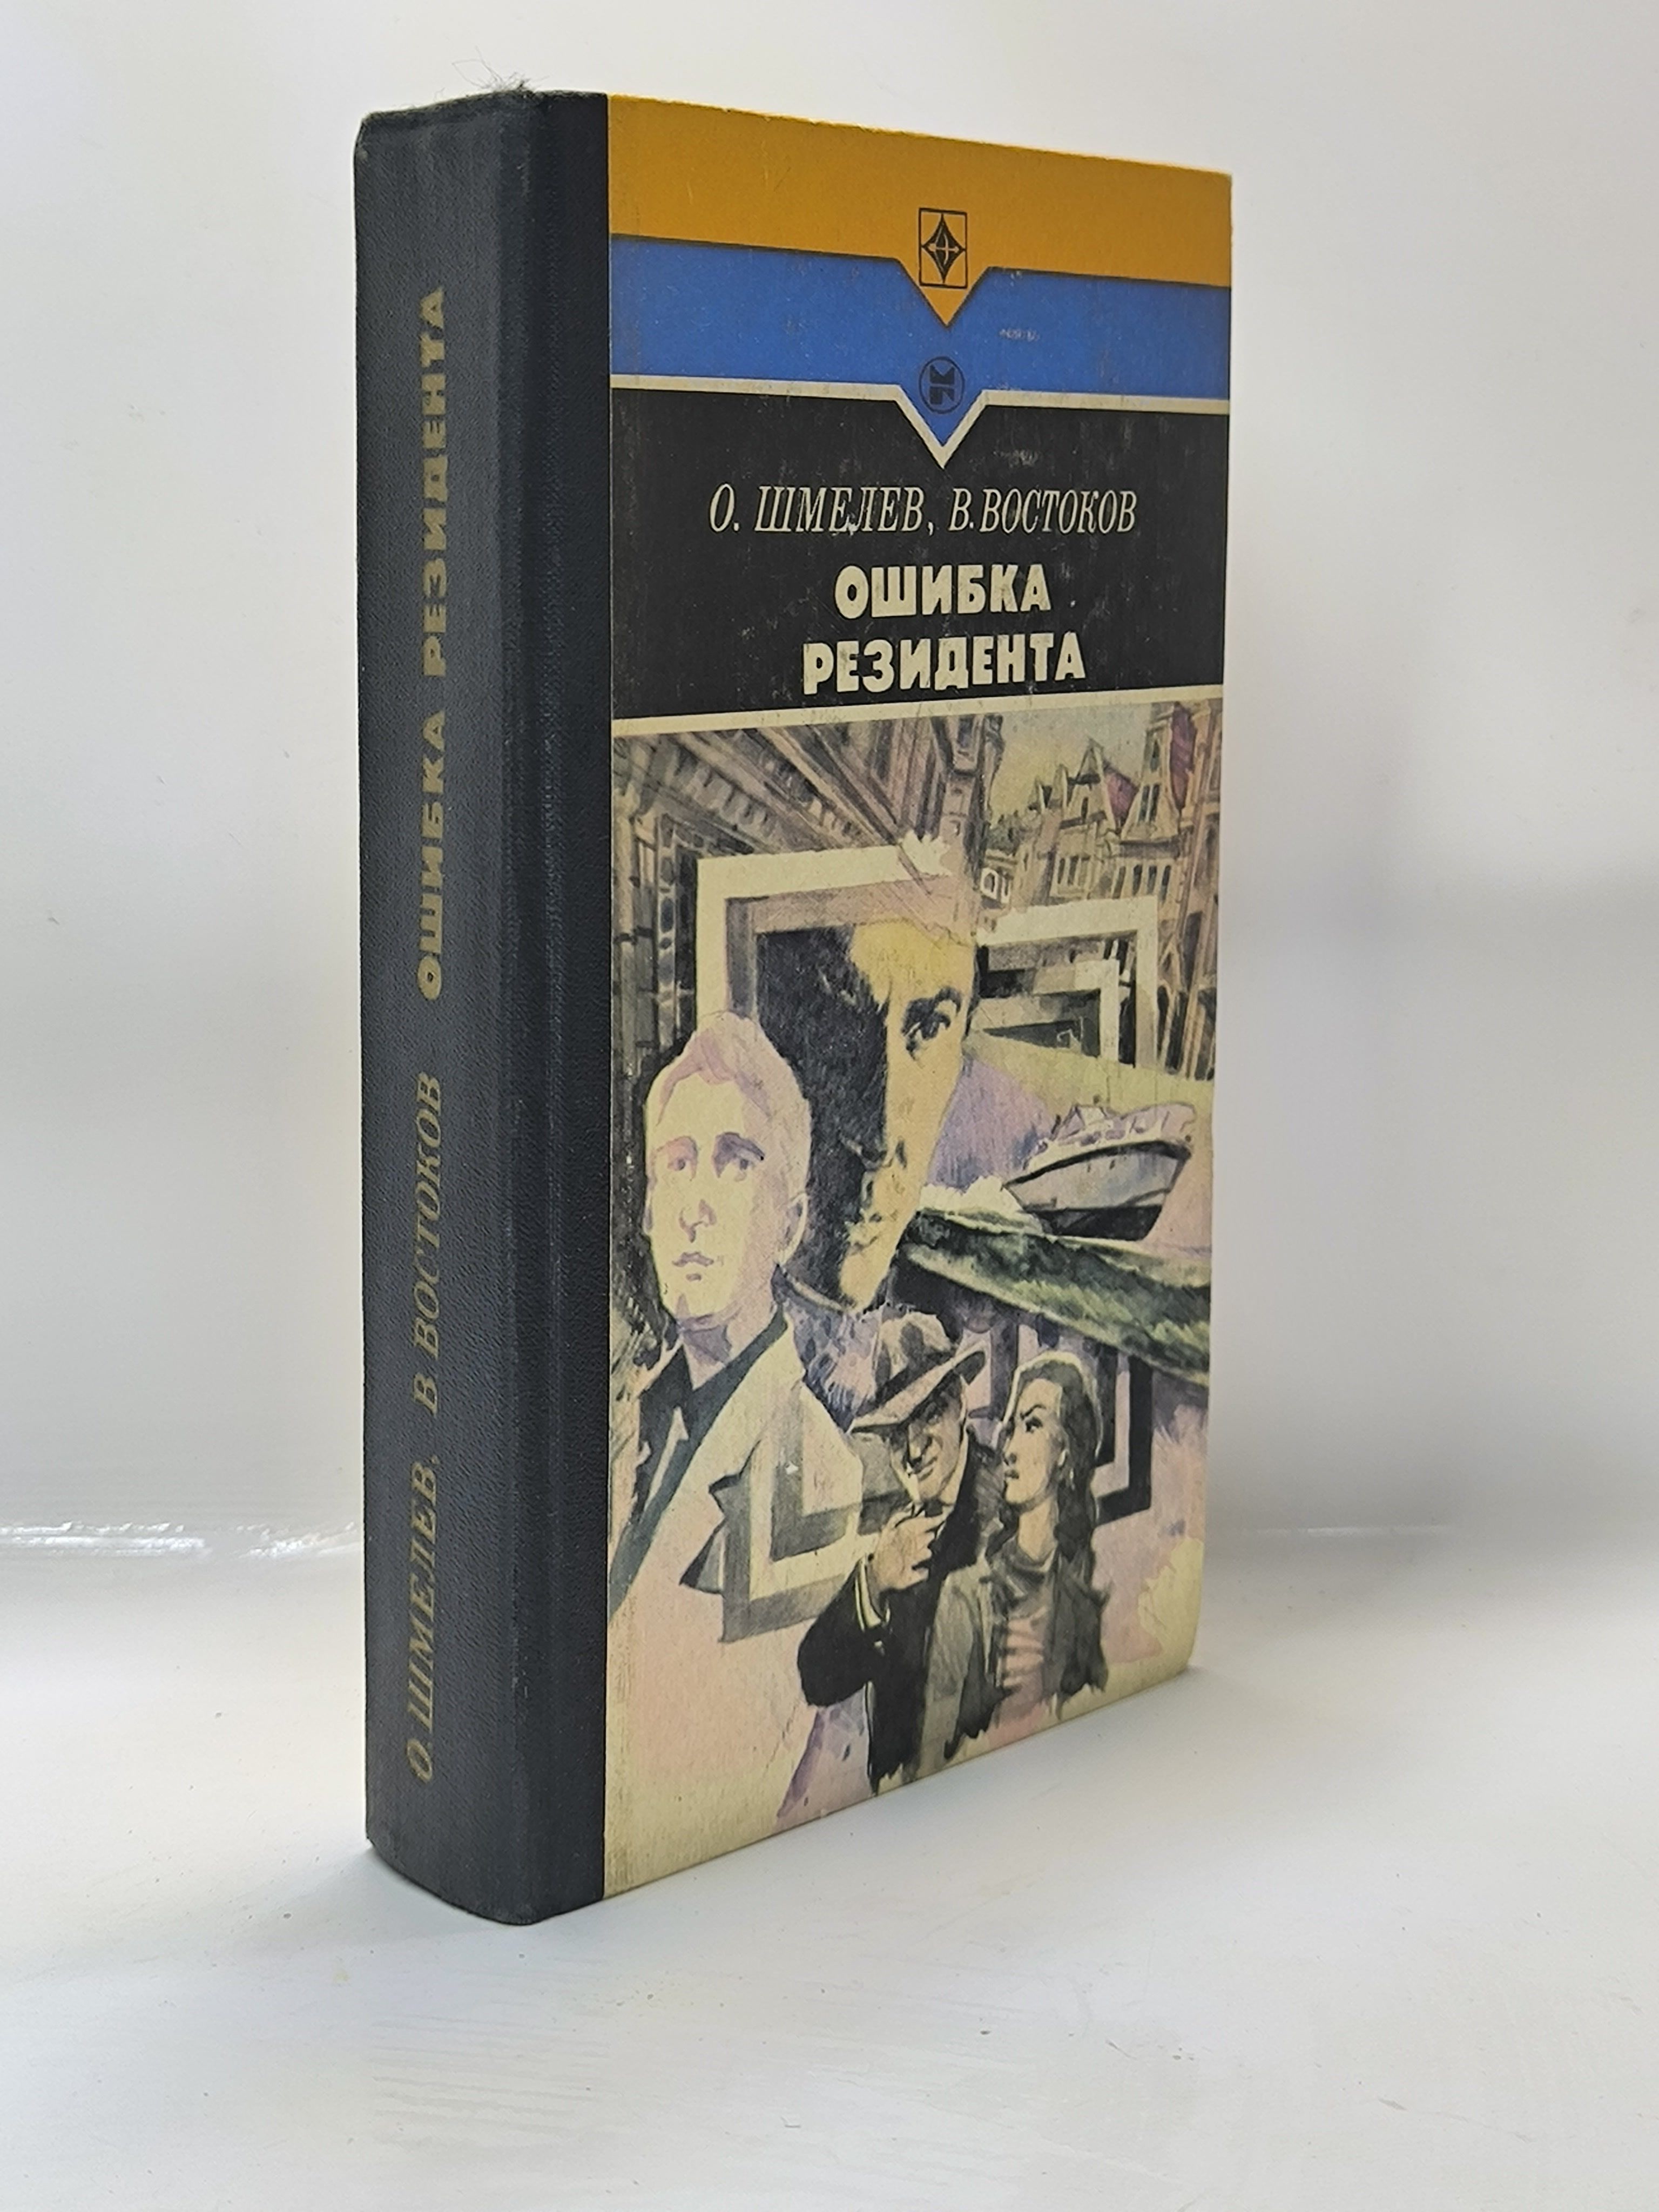 О. ШМЕЛЕВ, В. ВОСТОКОВ
ОШИБКА
РЕЗИДЕНТА
О. ШМЕЛЕВ, В. ВОСТОКОВ ОШИБКА РЕЗИДЕНТА